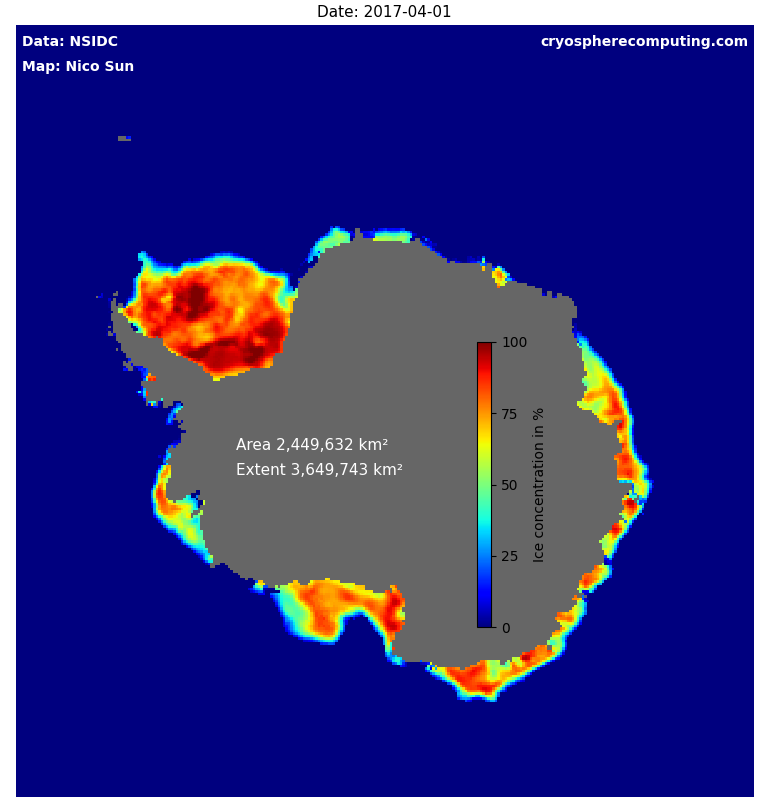 Date: 2017-04-01
Data: NSIDC
cryospherecomputing.com
Map: Nico Sun
100
75
50
25
0
Ice concentration in %
Area 2,449,632 km²
Extent 3,649,743 km²